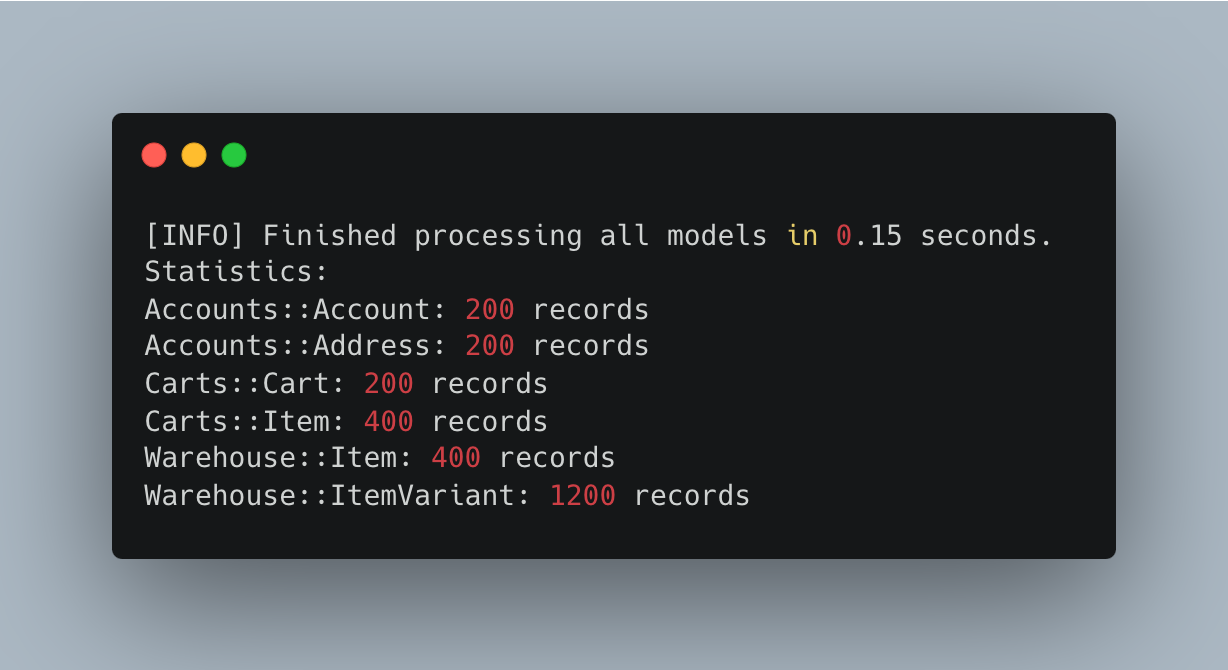 [INFO] Finished processing all models in 0.15 seconds.
Statistics:
Accounts::Account: 200 records
Accounts::Address: 200 records
Carts::Cart: 200 records
Carts::Item: 400 records
Warehouse::Item: 400 records
Warehouse::ItemVariant: 1200 records